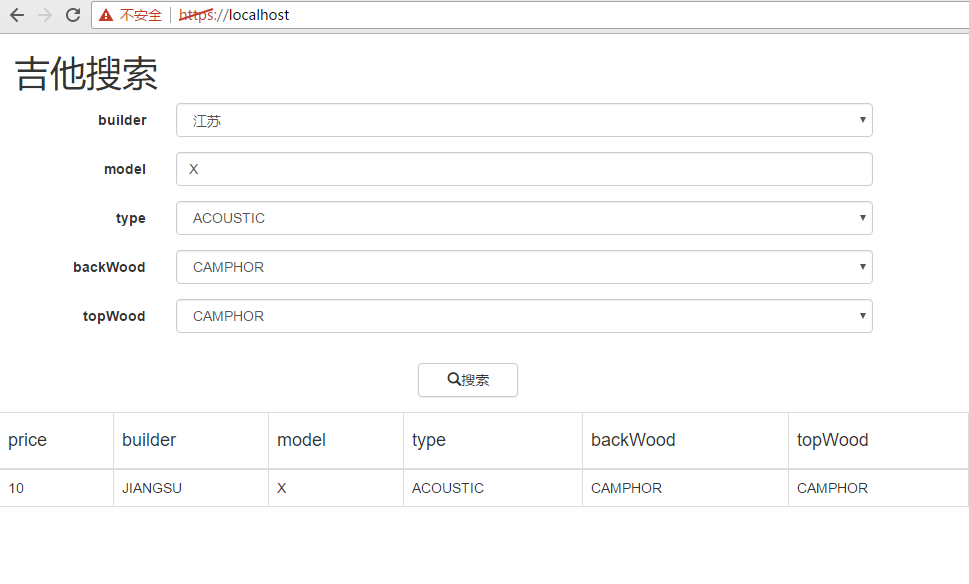 不安全 https://localhost
吉他搜索
builder 江苏
model X
type ACOUSTIC
backWood CAMPHOR
topWood CAMPHOR
搜索
price builder model type backWood topWood
10 JIANGSU X ACOUSTIC CAMPHOR CAMPHOR